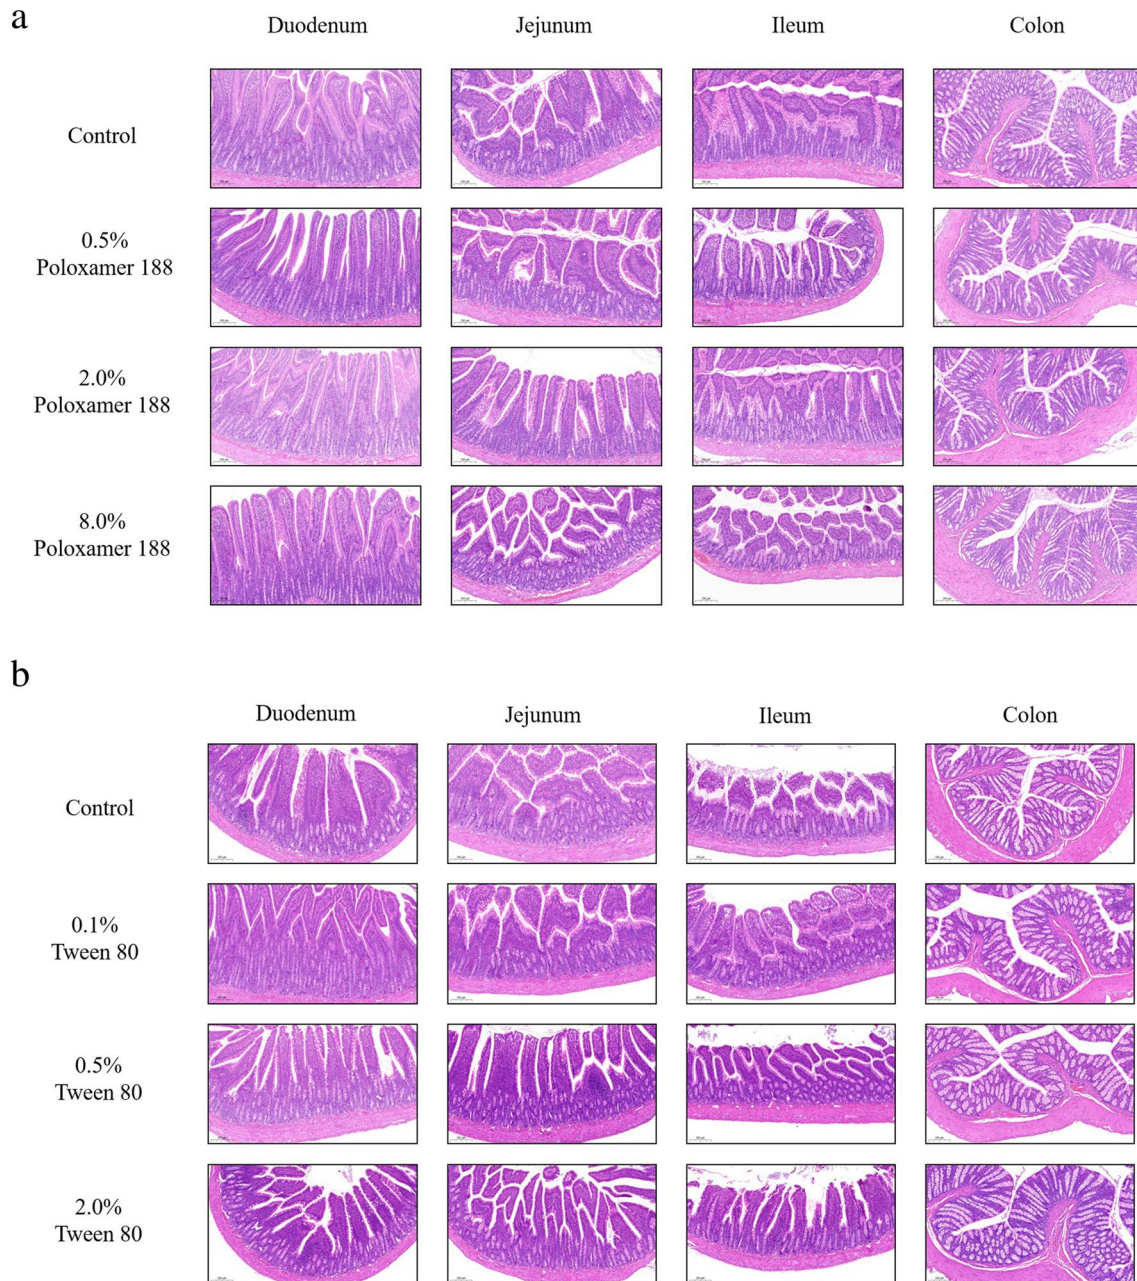 a
Duodenum Jejunum Ileum Colon
Control
0.5%
Poloxamer 188
2.0%
Poloxamer 188
8.0%
Poloxamer 188
b
Duodenum Jejunum Ileum Colon
Control
0.1%
Tween 80
0.5%
Tween 80
2.0%
Tween 80